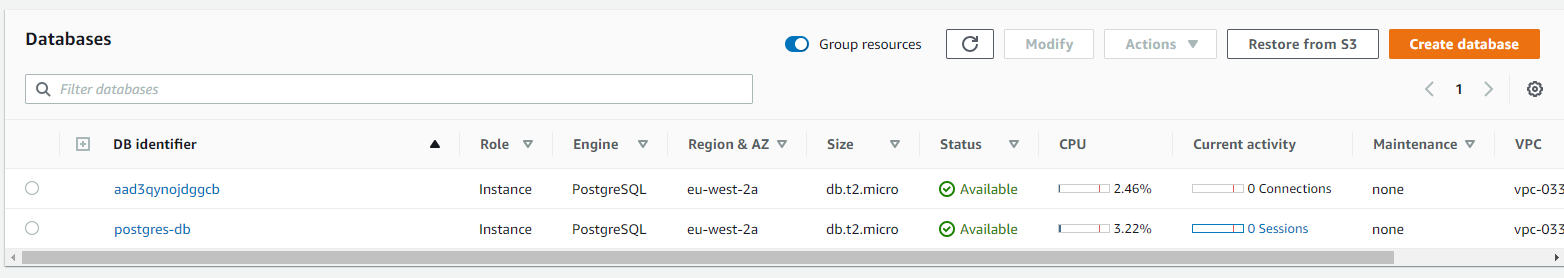 Databases
Group resources
Modify
Actions
Restore from S3
Create database
Filter databases
1
DB identifier Role Engine Region & AZ Size Status CPU Current activity Maintenance VPC
aad3qynojdggcb Instance PostgreSQL eu-west-2a db.t2.micro Available 2.46% 0 Connections none vpc-033
postgres-db Instance PostgreSQL eu-west-2a db.t2.micro Available 3.22% 0 Sessions none vpc-033